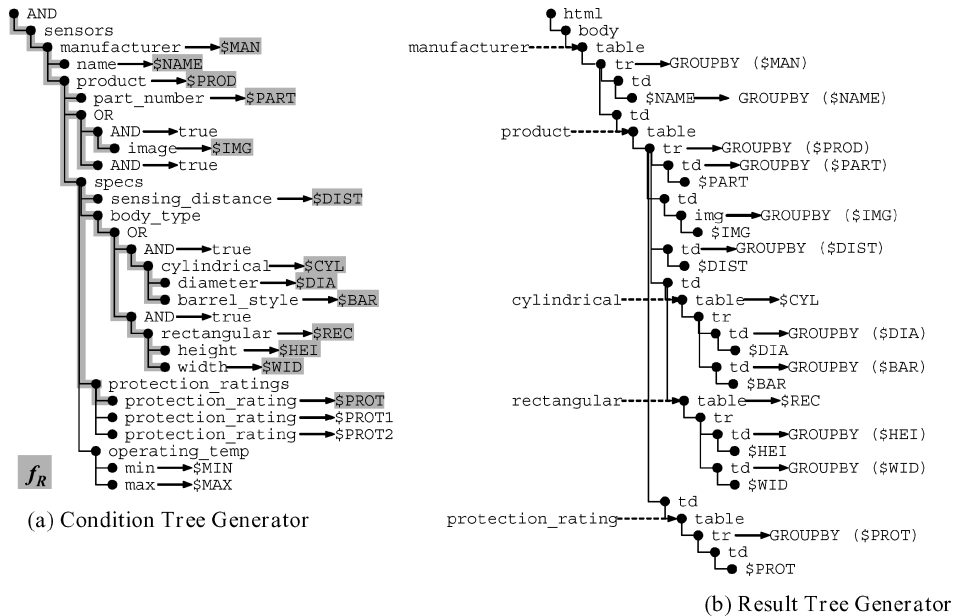 AND
sensors
manufacturer $MAN
name $NAME
product $PROD
part_number $PART
OR
AND true
image $IMG
AND true
specs
sensing_distance $DIST
body_type
OR
AND true
cylindrical $CYL
diameter $DIA
barrel_style $BAR
AND true
rectangular $REC
height $HEI
width $WID
protection_ratings
protection_rating $PROT
protection_rating $PROT1
protection_rating $PROT2
operating_temp
min $MIN
max $MAX
fR
(a) Condition Tree Generator
html
body
manufacturer table
tr GROUPBY ($MAN)
td
$NAME GROUPBY ($NAME)
td
product table
tr GROUPBY ($PROD)
td GROUPBY ($PART)
$PART
td
img GROUPBY ($IMG)
$IMG
td GROUPBY ($DIST)
$DIST
td
cylindrical table $CYL
tr
td GROUPBY ($DIA)
$DIA
td GROUPBY ($BAR)
$BAR
rectangular table $REC
tr
td GROUPBY ($HEI)
$HEI
td GROUPBY ($WID)
$WID
td
protection_rating table
tr GROUPBY ($PROT)
td
$PROT
(b) Result Tree Generator